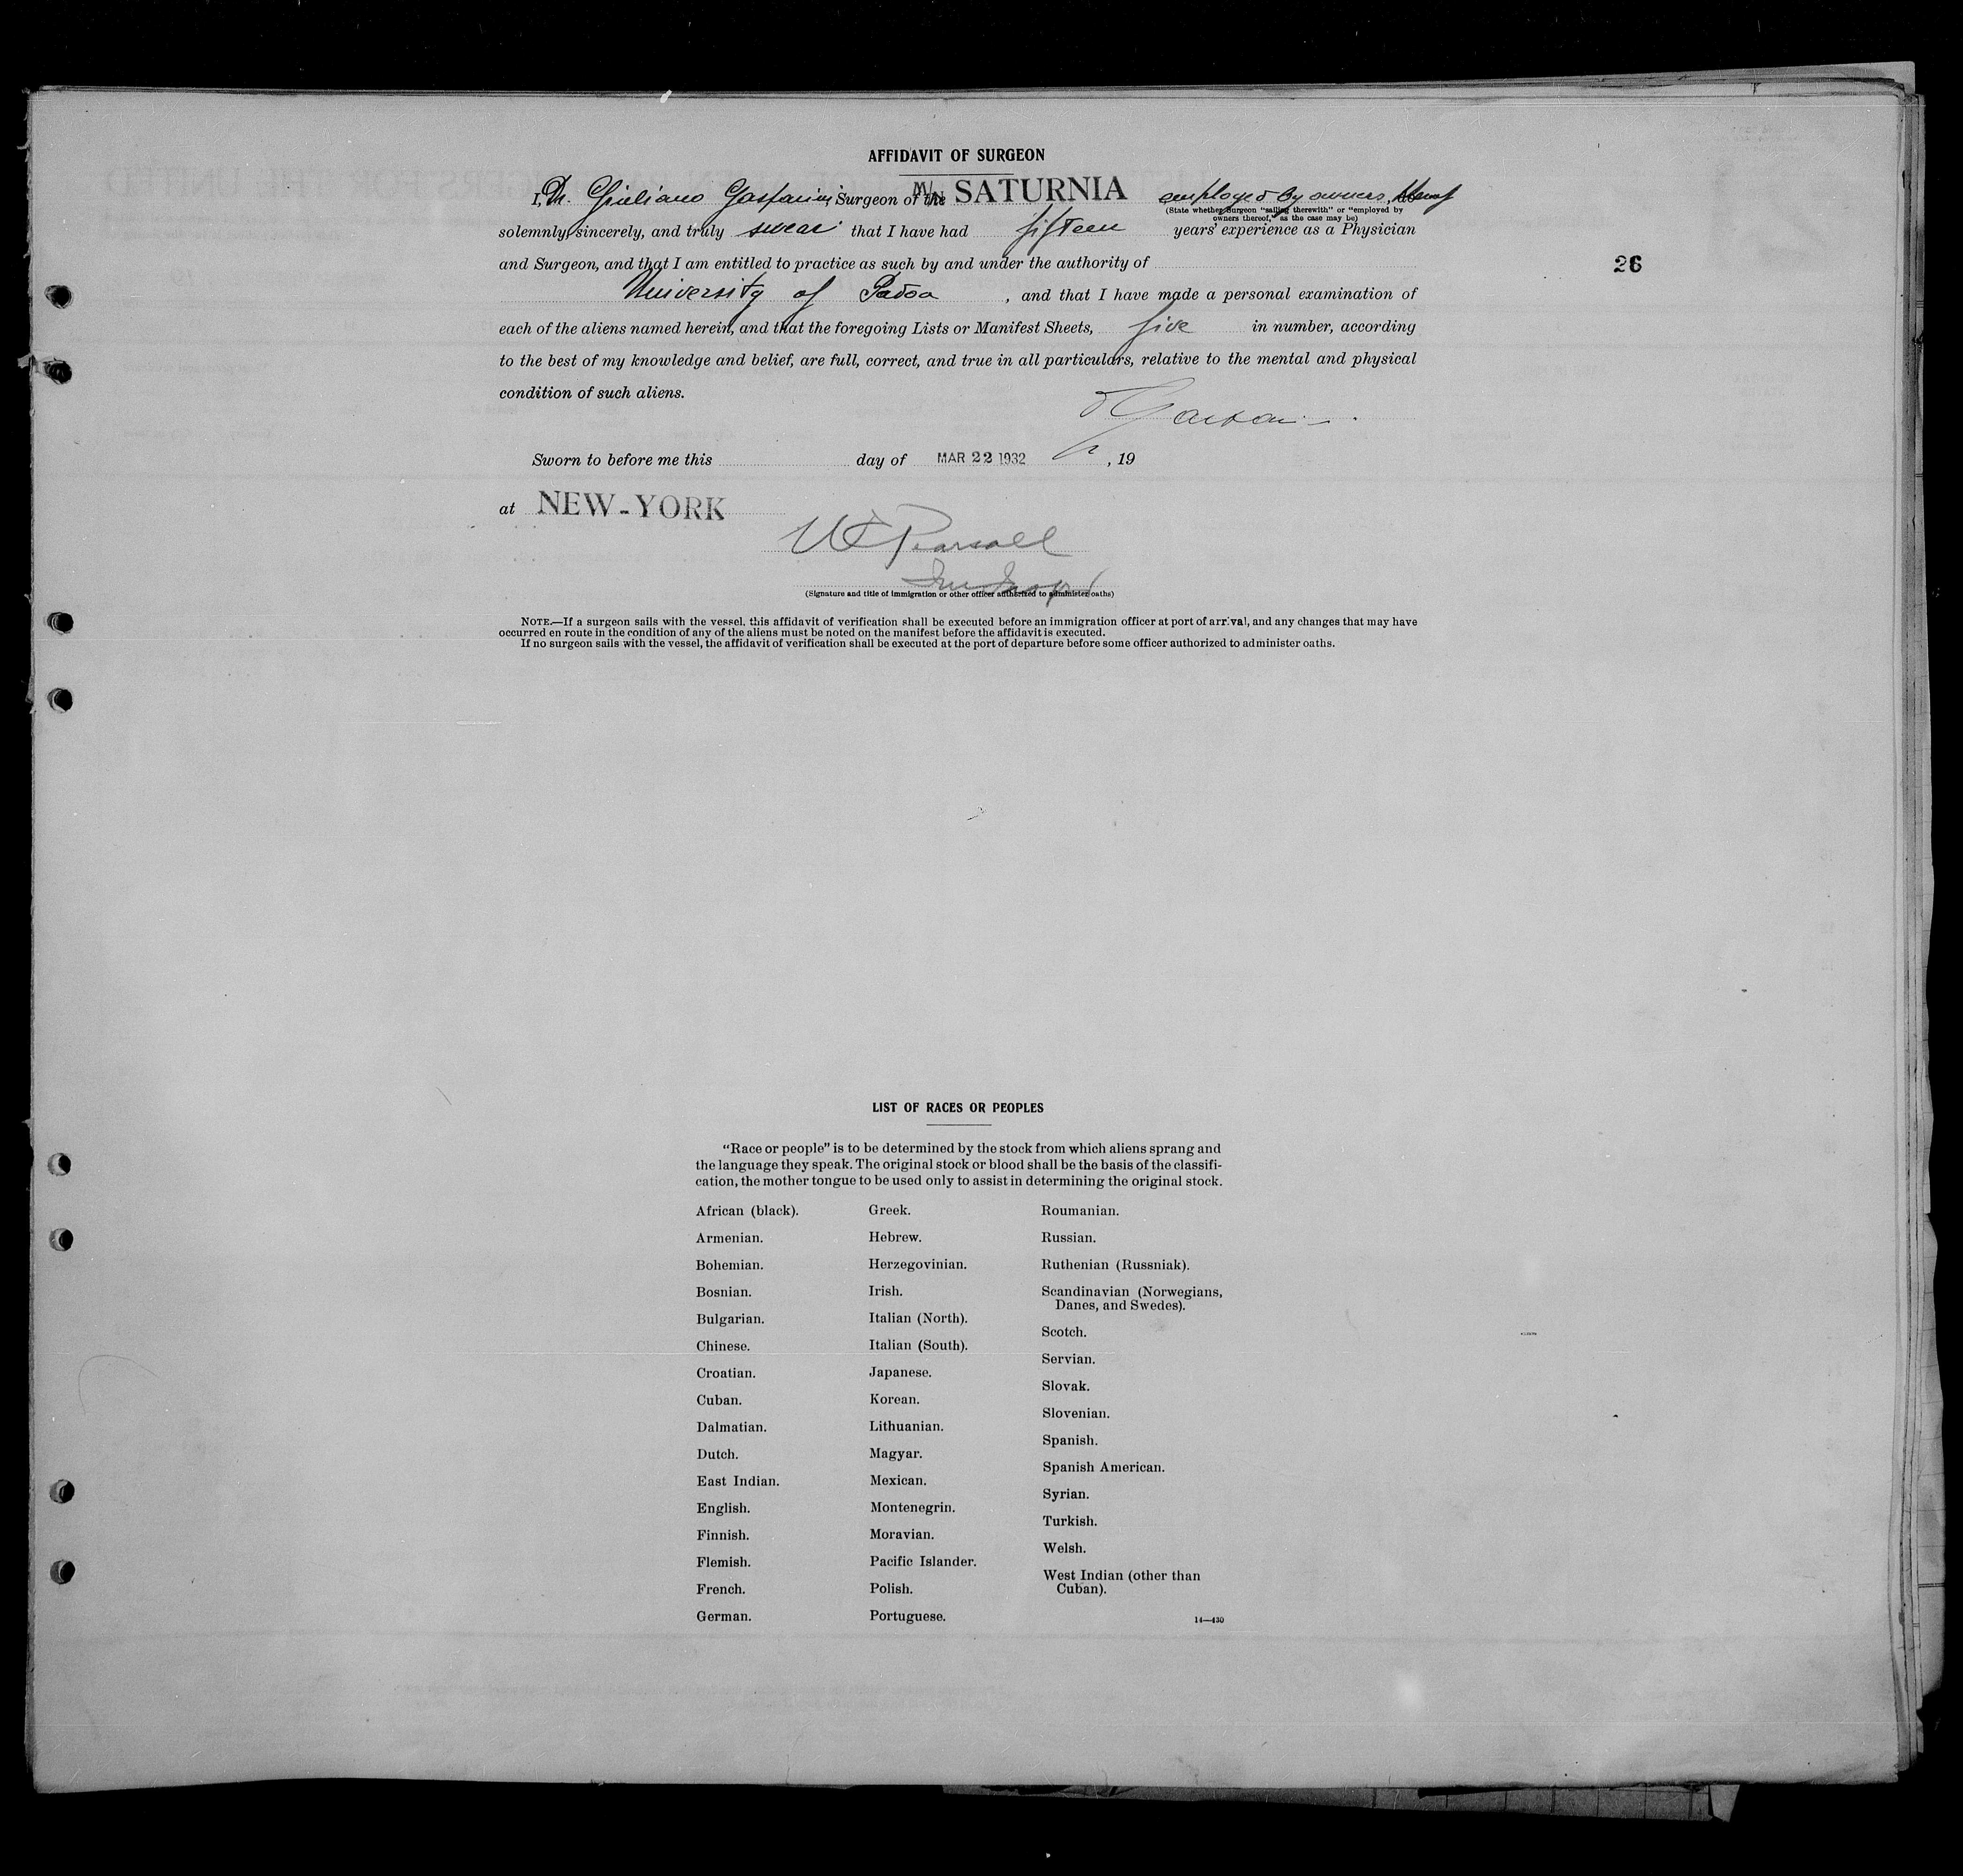 AFFIDAVIT OF SURGEON
I, Dr. Giuliano Gasparini Surgeon of the M/N SATURNIA employed by owners, thereof
(State whether Surgeon "sailing therewith" or "employed by
owners thereof," as the case may be)
solemnly, sincerely, and truly swear that I have had fifteen years' experience as a Physician
and Surgeon, and that I am entitled to practice as such by and under the authority of
26
University of Padoa , and that I have made a personal examination of
each of the aliens named herein, and that the foregoing Lists or Manifest Sheets, five in number, according
to the best of my knowledge and belief, are full, correct, and true in all particulars, relative to the mental and physical
condition of such aliens.
Sworn to before me this day of MAR 22 1932 , 19
at NEW-YORK
Pearsall
(Signature and title of immigration or other officer authorized to administer oaths)
NOTE.—If a surgeon sails with the vessel, this affidavit of verification shall be executed before an immigration officer at port of arrival, and any changes that may have
occurred en route in the condition of any of the aliens must be noted on the manifest before the affidavit is executed.
If no surgeon sails with the vessel, the affidavit of verification shall be executed at the port of departure before some officer authorized to administer oaths.
LIST OF RACES OR PEOPLES
"Race or people" is to be determined by the stock from which aliens sprang and
the language they speak. The original stock or blood shall be the basis of the classifi-
cation, the mother tongue to be used only to assist in determining the original stock.
African (black).
Armenian.
Bohemian.
Bosnian.
Bulgarian.
Chinese.
Croatian.
Cuban.
Dalmatian.
Dutch.
East Indian.
English.
Finnish.
Flemish.
French.
German.
Greek.
Hebrew.
Herzegovinian.
Irish.
Italian (North).
Italian (South).
Japanese.
Korean.
Lithuanian.
Magyar.
Mexican.
Montenegrin.
Moravian.
Pacific Islander.
Polish.
Portuguese.
Roumanian.
Russian.
Ruthenian (Russniak).
Scandinavian (Norwegians,
Danes, and Swedes).
Scotch.
Servian.
Slovak.
Slovenian.
Spanish.
Spanish American.
Syrian.
Turkish.
Welsh.
West Indian (other than
Cuban).
14—430